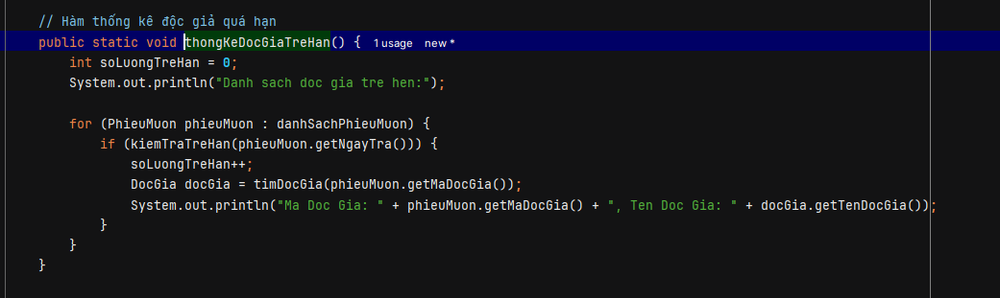 // Hàm thống kê độc giả quá hạn
public static void thongKeDocGiaTreHan() { 1 usage new *
int soLuongTreHan = 0;
System.out.println("Danh sach doc gia tre hen:");
for (PhieuMuon phieuMuon : danhSachPhieuMuon) {
if (kiemTraTreHan(phieuMuon.getNgayTra())) {
soLuongTreHan++;
DocGia docGia = timDocGia(phieuMuon.getMaDocGia());
System.out.println("Ma Doc Gia: " + phieuMuon.getMaDocGia() + ", Ten Doc Gia: " + docGia.getTenDocGia());
}
}
}